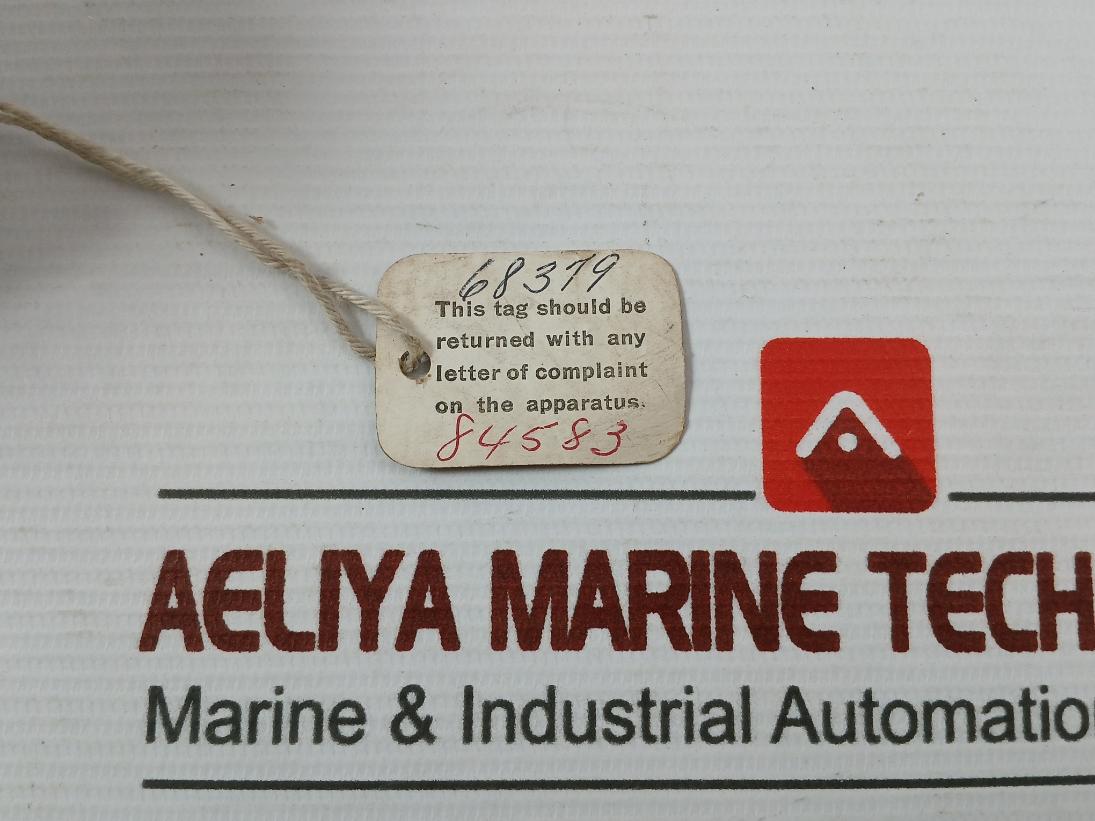 68379
This tag should be
returned with any
letter of complaint
on the apparatus.
84583
AELIYA MARINE TECH
Marine & Industrial Automatio